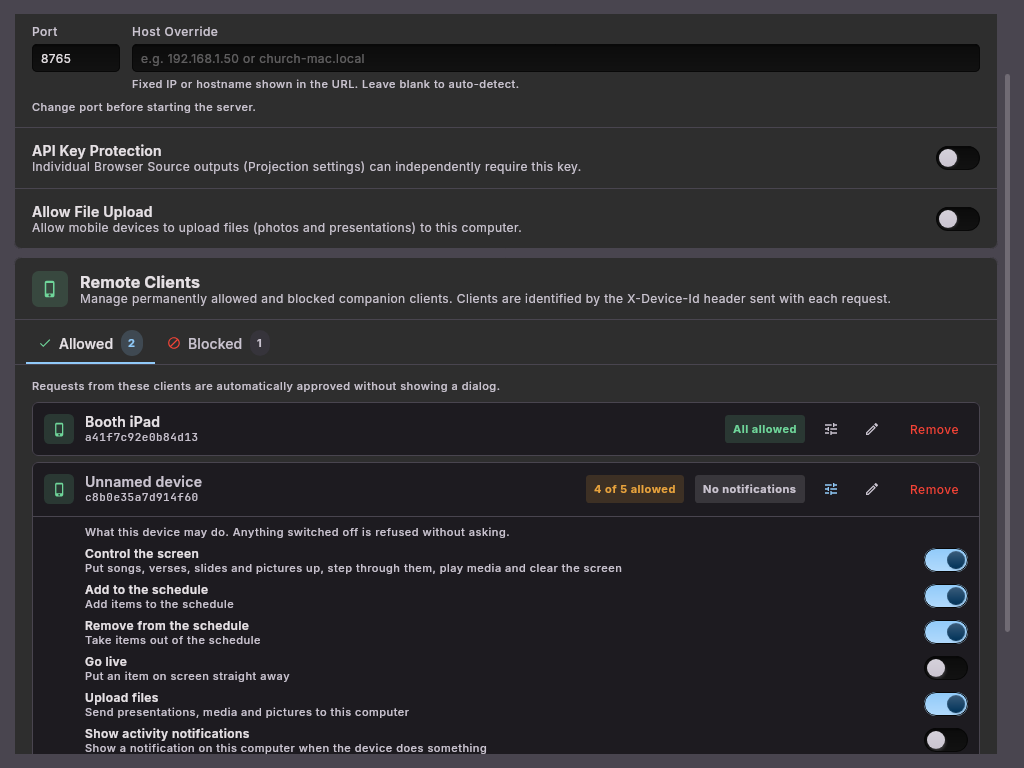 Port
Host Override
8765
e.g. 192.168.1.50 or church-mac.local
Fixed IP or hostname shown in the URL. Leave blank to auto-detect.
Change port before starting the server.
API Key Protection
Individual Browser Source outputs (Projection settings) can independently require this key.
Allow File Upload
Allow mobile devices to upload files (photos and presentations) to this computer.
Remote Clients
Manage permanently allowed and blocked companion clients. Clients are identified by the X-Device-Id header sent with each request.
Allowed 2
Blocked 1
Requests from these clients are automatically approved without showing a dialog.
Booth iPad
a41f7c92e0b84d13
All allowed
Remove
Unnamed device
c8b0e35a7d914f60
4 of 5 allowed
No notifications
Remove
What this device may do. Anything switched off is refused without asking.
Control the screen
Put songs, verses, slides and pictures up, step through them, play media and clear the screen
Add to the schedule
Add items to the schedule
Remove from the schedule
Take items out of the schedule
Go live
Put an item on screen straight away
Upload files
Send presentations, media and pictures to this computer
Show activity notifications
Show a notification on this computer when the device does something